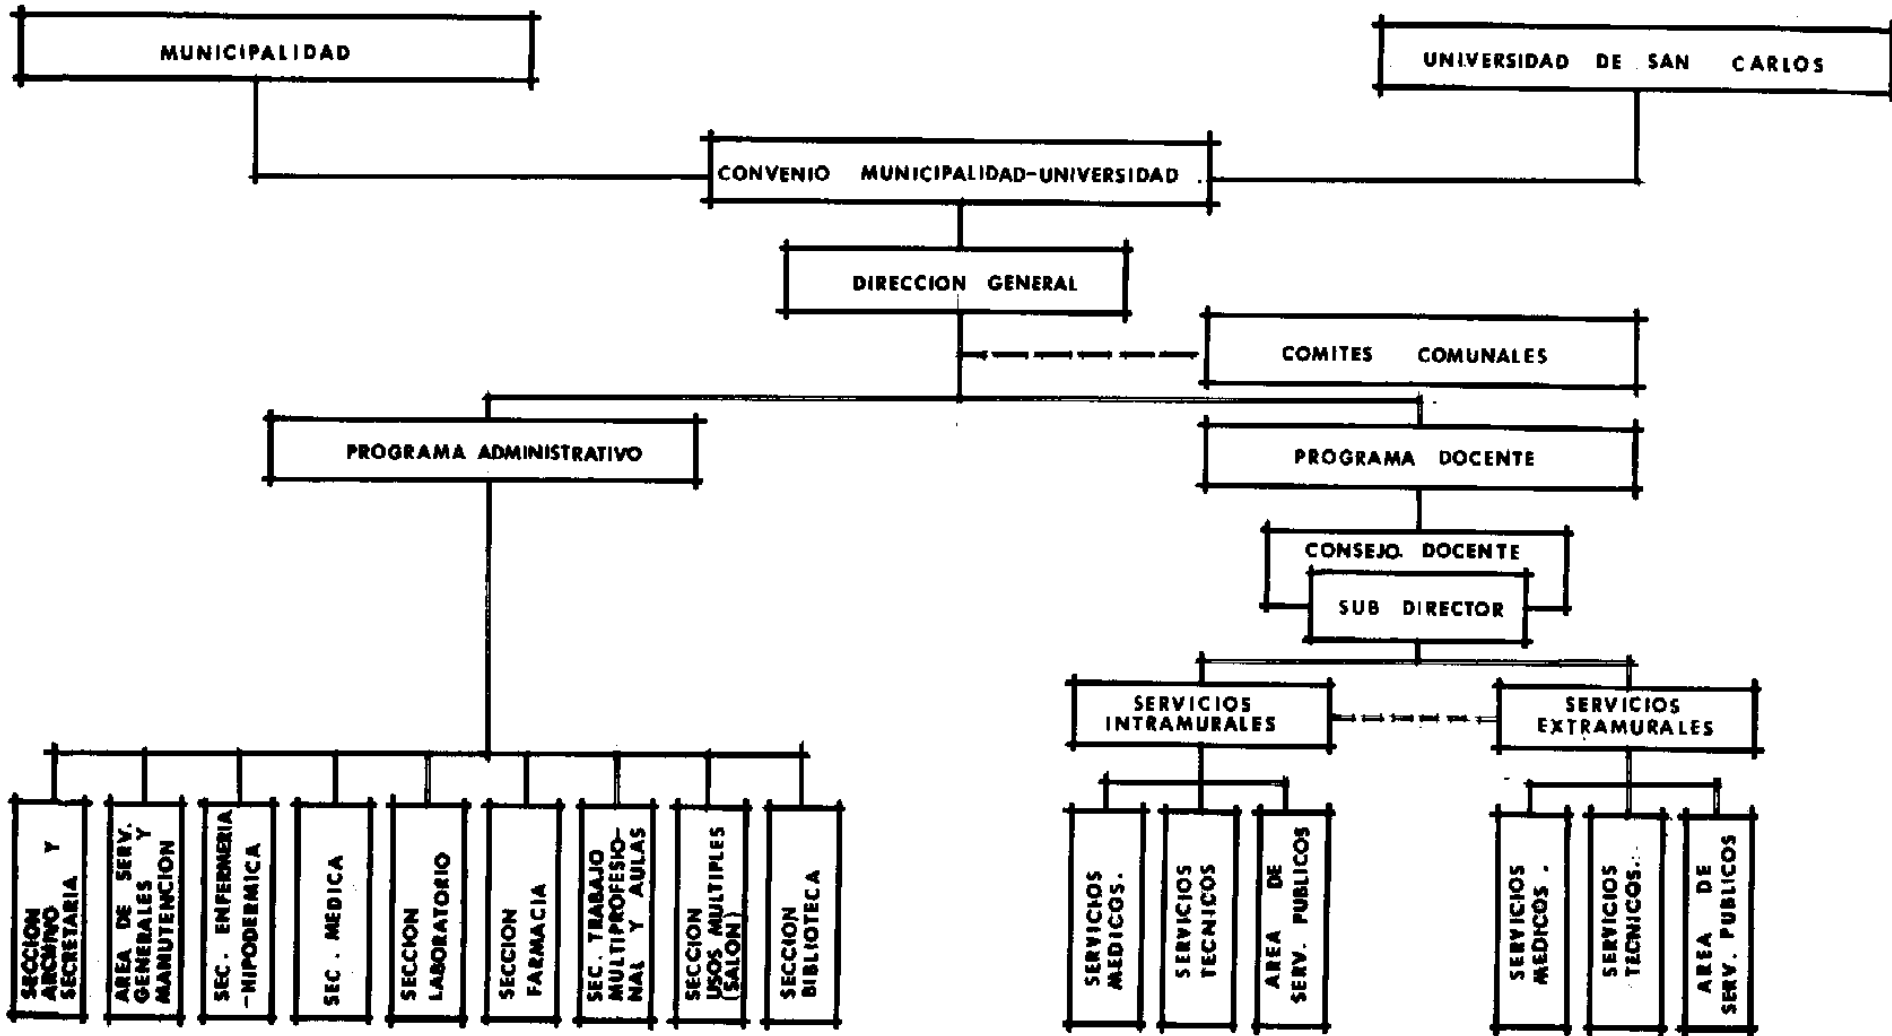 MUNICIPALIDAD
UNIVERSIDAD DE SAN CARLOS
CONVENIO MUNICIPALIDAD-UNIVERSIDAD.
DIRECCION GENERAL
COMITES COMUNALES
PROGRAMA ADMINISTRATIVO
PROGRAMA DOCENTE
CONSEJO. DOCENTE
SUB DIRECTOR
SERVICIOS
INTRAMURALES
SERVICIOS
EXTRAMURALES
SECCION
ARCHIVO Y
SECRETARIA Y
AREA DE SERV.
GENERALES Y
MAMUTENCION
SEC. ENFERMERIA
-HIPODERMICA
SEC. MEDICA
SECCION
LABORATORIO
SECCION
FARMACIA
SEC. TRABAJO
MULTIPROFESIO-
NAL Y AULAS
SECCION
USOS MULTIPLES
(SALON)
SECCION
BIBLIOTECA
SERVICIOS
MEDICOS.
SERVICIOS
TECNICOS
AREA DE
SERV. PUBLICOS
SERVICIOS
MEDICOS.
SERVICIOS
TECNICOS.
AREA DE
SERV. PUBLICOS